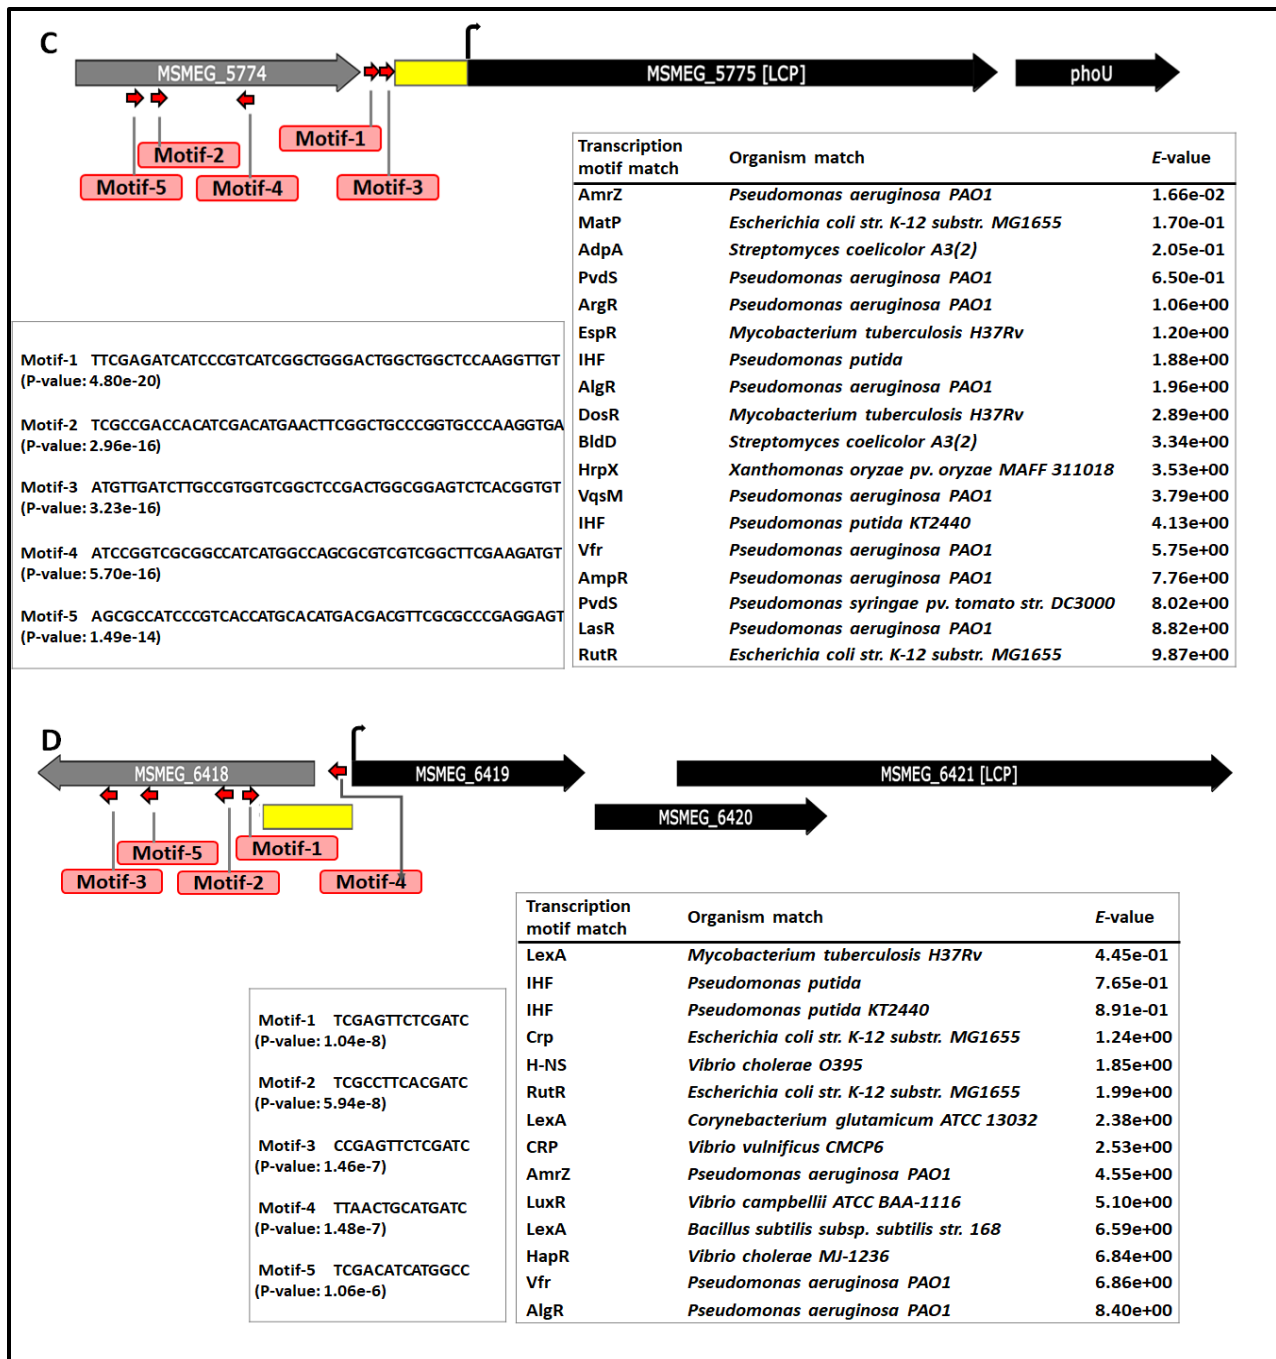 C
MSMEG_5774
MSMEG_5775 [LCP]
phoU
Motif-1
Motif-2
Motif-5
Motif-4
Motif-3
Transcription motif match Organism match E-value
AmrZ Pseudomonas aeruginosa PAO1 1.66e-02
MatP Escherichia coli str. K-12 substr. MG1655 1.70e-01
AdpA Streptomyces coelicolor A3(2) 2.05e-01
PvdS Pseudomonas aeruginosa PAO1 6.50e-01
ArgR Pseudomonas aeruginosa PAO1 1.06e+00
EspR Mycobacterium tuberculosis H37Rv 1.20e+00
IHF Pseudomonas putida 1.88e+00
AlgR Pseudomonas aeruginosa PAO1 1.96e+00
DosR Mycobacterium tuberculosis H37Rv 2.89e+00
BldD Streptomyces coelicolor A3(2) 3.34e+00
HrpX Xanthomonas oryzae pv. oryzae MAFF 311018 3.53e+00
VqsM Pseudomonas aeruginosa PAO1 3.79e+00
IHF Pseudomonas putida KT2440 4.13e+00
Vfr Pseudomonas aeruginosa PAO1 5.75e+00
AmpR Pseudomonas aeruginosa PAO1 7.76e+00
PvdS Pseudomonas syringae pv. tomato str. DC3000 8.02e+00
LasR Pseudomonas aeruginosa PAO1 8.82e+00
RutR Escherichia coli str. K-12 substr. MG1655 9.87e+00
Motif-1 TTCGAGATCATCCCGTCATCGGCTGGGACTGGCTGGCTCCAAGGTTGT
(P-value: 4.80e-20)
Motif-2 TCGCCGACCACATCGACATGAACTTCGGCTGCCCGGTGCCCAAGGTGA
(P-value: 2.96e-16)
Motif-3 ATGTTGATCTTGCCGTGGTCGGCTCCGACTGGCGGAGTCTCACGGTGT
(P-value: 3.23e-16)
Motif-4 ATCCGGTCGCGGCCATCATGGCCAGCGCGTCGTCGGCTTCGAAGATGT
(P-value: 5.70e-16)
Motif-5 AGCGCCATCCCGTCACCATGCACATGACGACGTTCGCGCCCGAGGAGT
(P-value: 1.49e-14)
D
MSMEG_6418
MSMEG_6419
MSMEG_6421 [LCP]
MSMEG_6420
Motif-1
Motif-5
Motif-3
Motif-2
Motif-4
Transcription motif match Organism match E-value
LexA Mycobacterium tuberculosis H37Rv 4.45e-01
IHF Pseudomonas putida 7.65e-01
IHF Pseudomonas putida KT2440 8.91e-01
Crp Escherichia coli str. K-12 substr. MG1655 1.24e+00
H-NS Vibrio cholerae O395 1.85e+00
RutR Escherichia coli str. K-12 substr. MG1655 1.99e+00
LexA Corynebacterium glutamicum ATCC 13032 2.38e+00
CRP Vibrio vulnificus CMCP6 2.53e+00
AmrZ Pseudomonas aeruginosa PAO1 4.55e+00
LuxR Vibrio campbellii ATCC BAA-1116 5.10e+00
LexA Bacillus subtilis subsp. subtilis str. 168 6.59e+00
HapR Vibrio cholerae MJ-1236 6.84e+00
Vfr Pseudomonas aeruginosa PAO1 6.86e+00
AlgR Pseudomonas aeruginosa PAO1 8.40e+00
Motif-1 TCGAGTTCTCGATC
(P-value: 1.04e-8)
Motif-2 TCGCCTTCACGATC
(P-value: 5.94e-8)
Motif-3 CCGAGTTCTCGATC
(P-value: 1.46e-7)
Motif-4 TTAACTGCATGATC
(P-value: 1.48e-7)
Motif-5 TCGACATCATGGCC
(P-value: 1.06e-6)